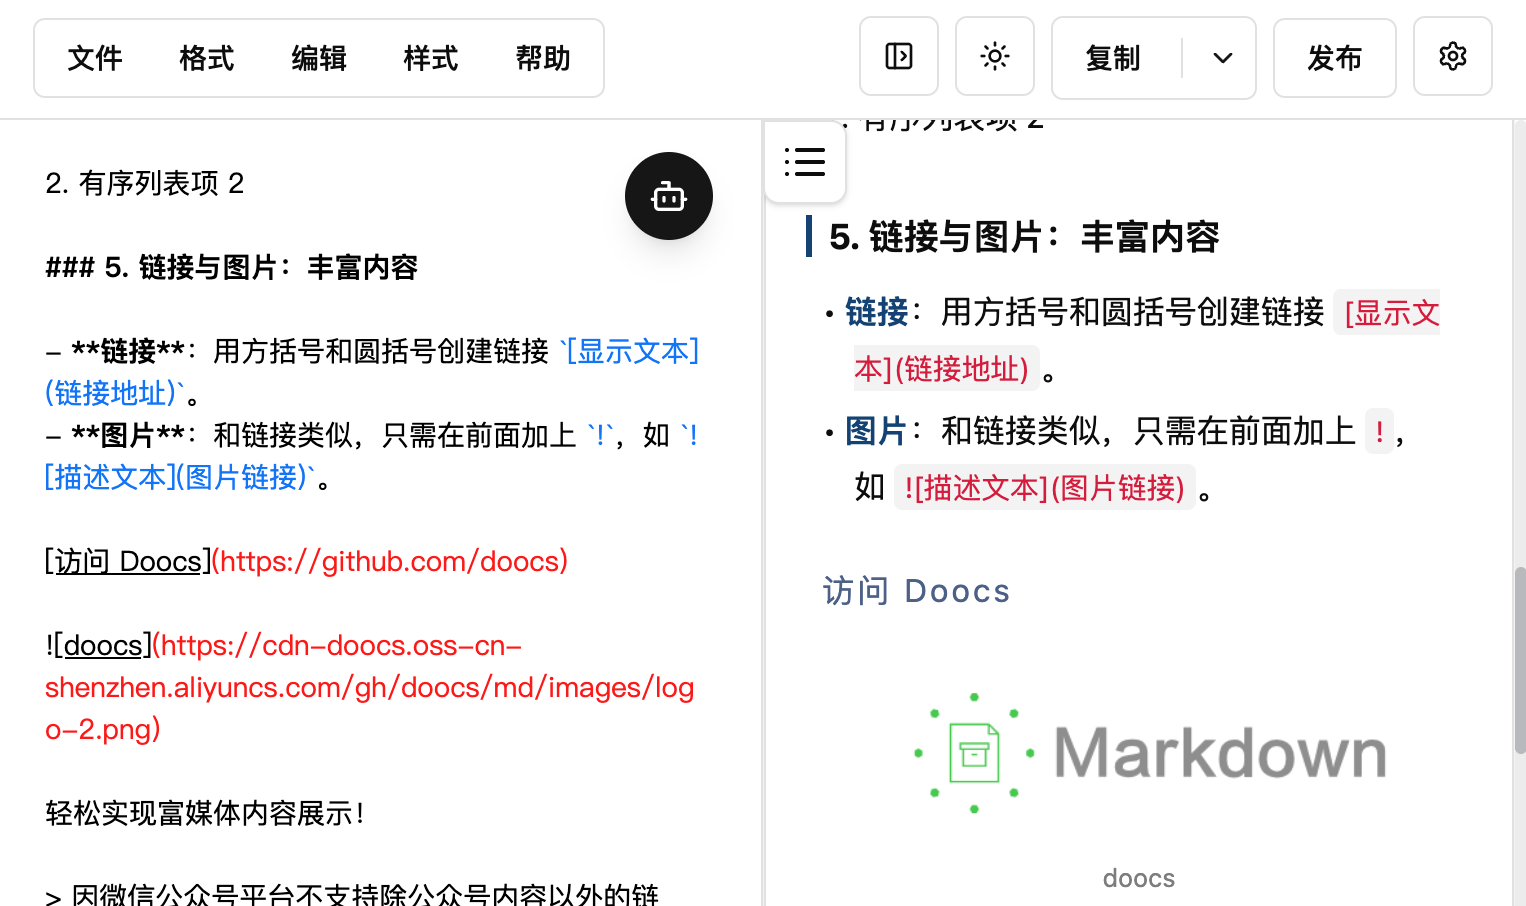 文件 格式 编辑 样式 帮助 复制 发布
2. 有序列表项 2
### 5. 链接与图片：丰富内容
- **链接**：用方括号和圆括号创建链接 `[显示文本]
(链接地址)`。
- **图片**：和链接类似，只需在前面加上 `!`，如 `!
[描述文本](图片链接)`。
[访问 Doocs](https://github.com/doocs)
![doocs](https://cdn-doocs.oss-cn-
shenzhen.aliyuncs.com/gh/doocs/md/images/log
o-2.png)
轻松实现富媒体内容展示！
> 因微信公众号平台不支持除公众号内容以外的链
. 有序列表项 2
5. 链接与图片：丰富内容
• 链接：用方括号和圆括号创建链接 [显示文
本](链接地址) 。
• 图片：和链接类似，只需在前面加上 ! ，
如 ![描述文本](图片链接) 。
访问 Doocs
Markdown
doocs